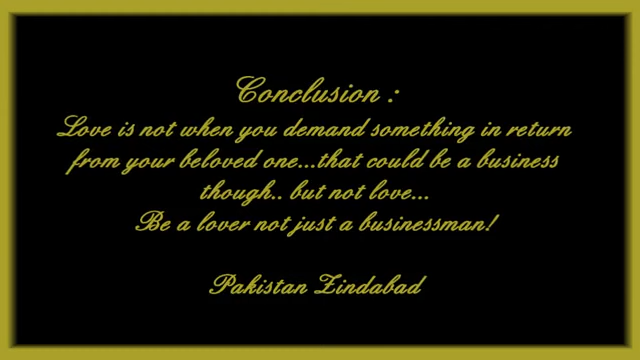 Conclusion :
Love is not when you demand something in return
from your beloved one...that could be a business
though.. but not love...
Be a lover not just a businessman!
Pakistan Zindabad